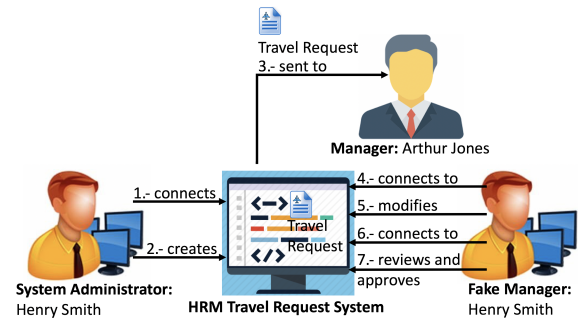 Travel Request
3.- sent to
Manager: Arthur Jones
1.- connects
4.- connects to
5.- modifies
Travel
Request
2.- creates
6.- connects to
7.- reviews and
approves
System Administrator:
Henry Smith
HRM Travel Request System
Fake Manager:
Henry Smith